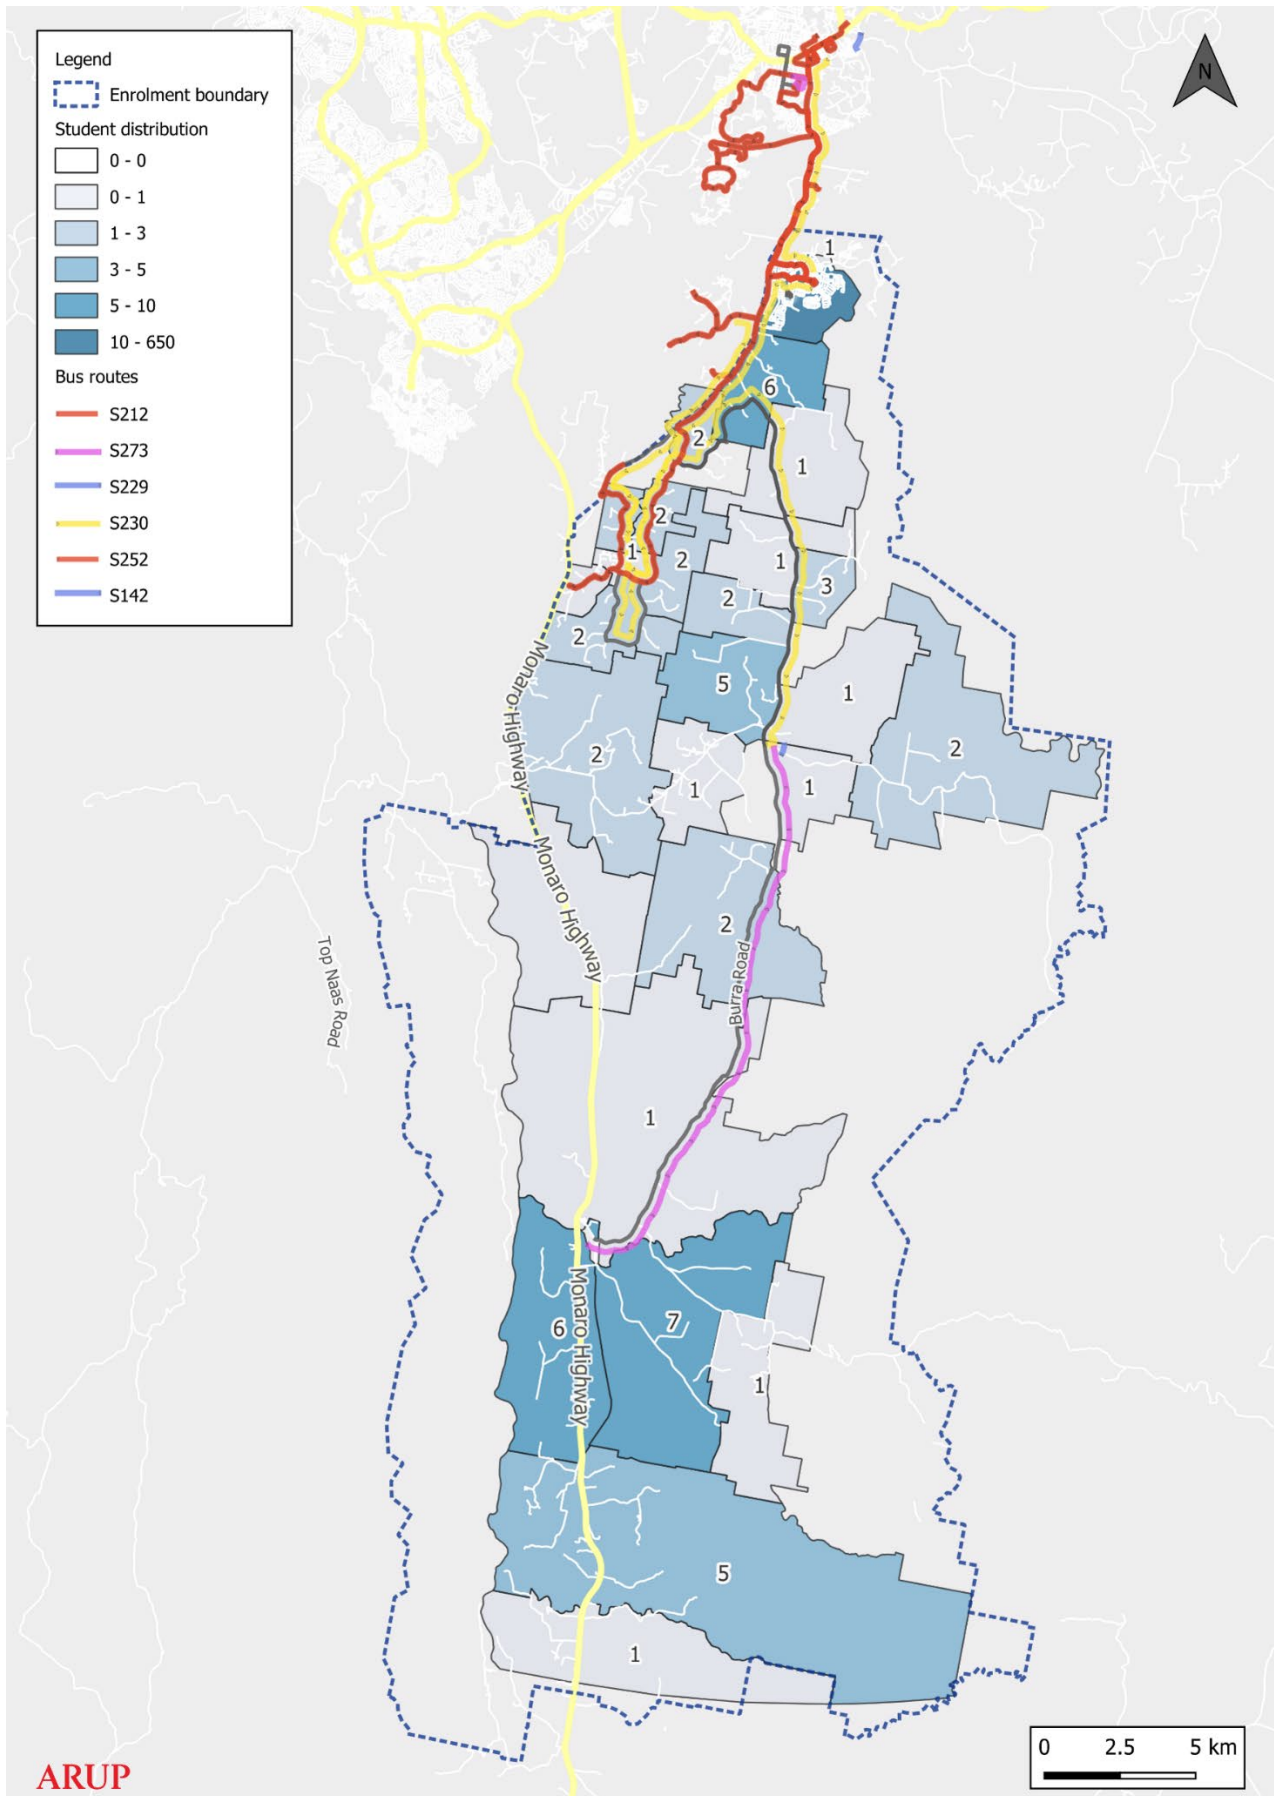 Legend
Enrolment boundary
Student distribution
0 - 0
0 - 1
1 - 3
3 - 5
5 - 10
10 - 650
Bus routes
S212
S273
S229
S230
S252
S142
N
1
6
2
1
2
1
2
1
3
2
2
5
1
2
2
1
1
Monaro Highway
Monaro Highway
2
Top Naas Road
Burra Road
1
6
7
Monaro Highway
1
5
1
0 2.5 5 km
ARUP